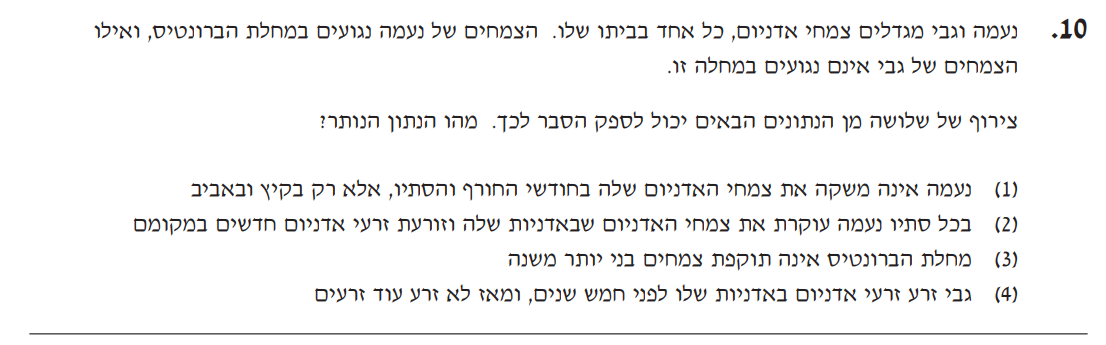 10. נעמה וגבי מגדלים צמחי אדניום, כל אחד בביתו שלו. הצמחים של נעמה נגועים במחלת הברונטיס, ואילו
הצמחים של גבי אינם נגועים במחלה זו.
צירוף של שלושה מן הנתונים הבאים יכול לספק הסבר לכך. מהו הנתון הנותר?
(1) נעמה אינה משקה את צמחי האדניום שלה בחודשי החורף והסתיו, אלא רק בקיץ ובאביב
(2) בכל סתיו נעמה עוקרת את צמחי האדניום שבאדניות שלה וזורעת זרעי אדניום חדשים במקומם
(3) מחלת הברונטיס אינה תוקפת צמחים בני יותר משנה
(4) גבי זרע זרעי אדניום באדניות שלו לפני חמש שנים, ומאז לא זרע עוד זרעים